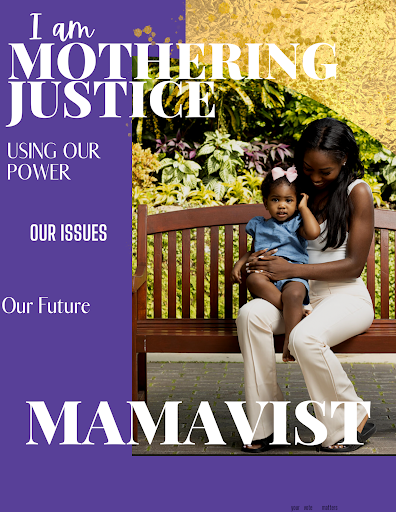 I am
MOTHERING
JUSTICE
USING OUR
POWER
OUR ISSUES
Our Future
MAMAVIST